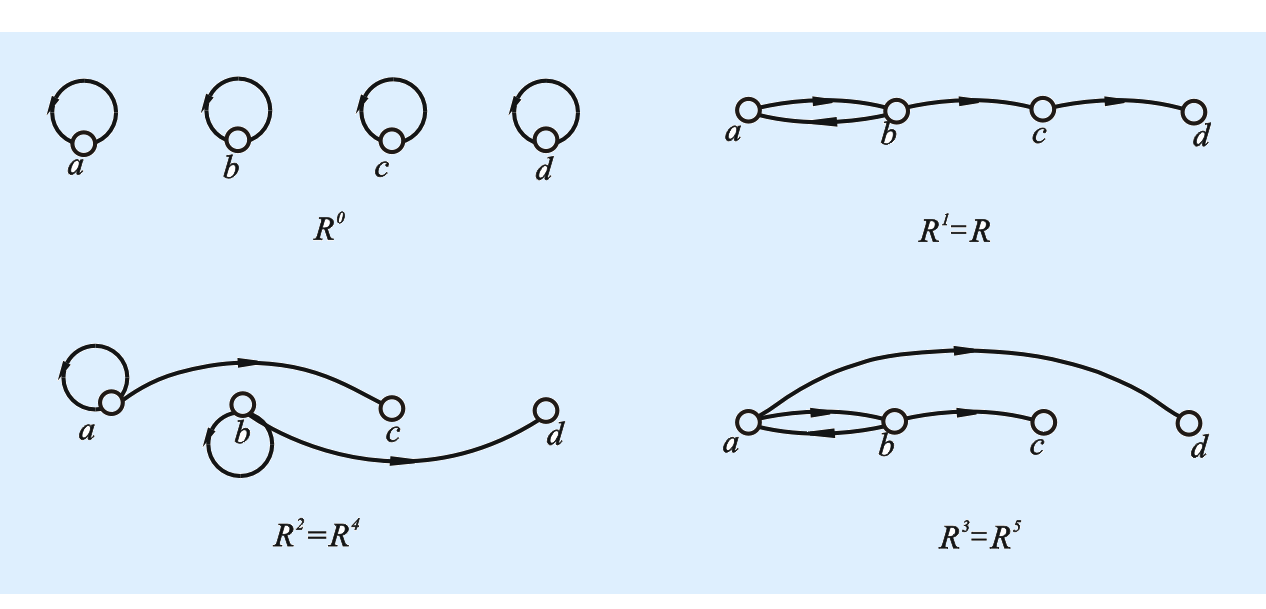 a b c d
R⁰
a b c d
R¹=R
a b c d
R²=R⁴
a b c d
R³=R⁵